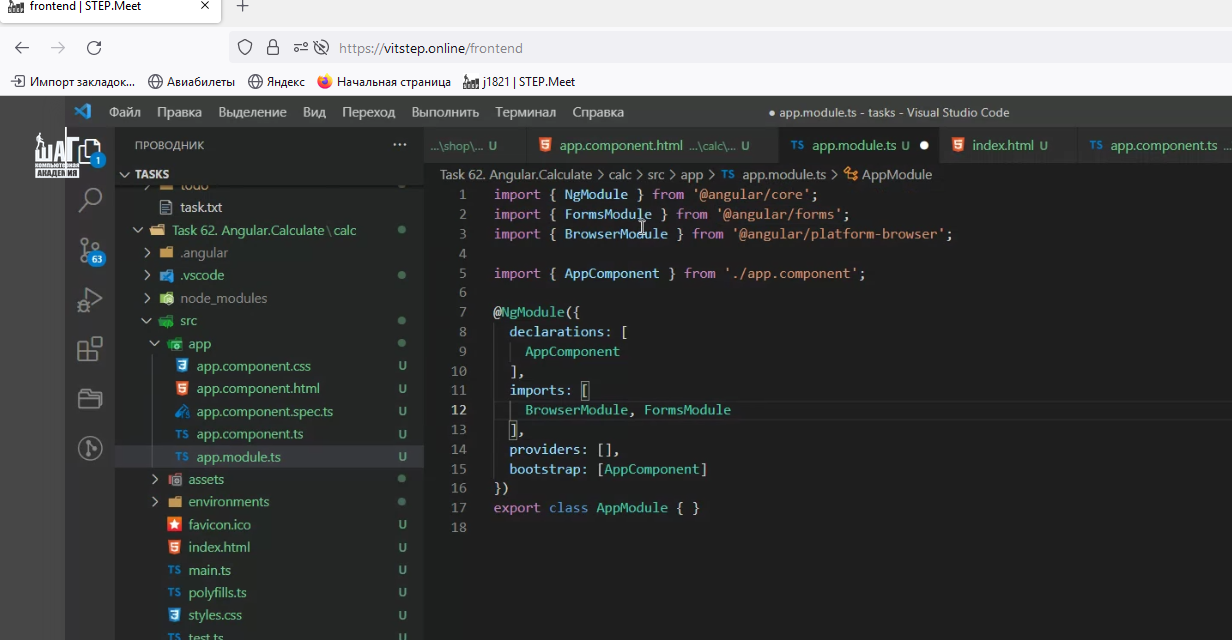 frontend | STEP.Meet
https://vitstep.online/frontend
Импорт закладок... Авиабилеты Яндекс Начальная страница j1821 | STEP.Meet
Файл Правка Выделение Вид Переход Выполнить Терминал Справка ● app.module.ts - tasks - Visual Studio Code
ШАГ
КОМПЬЮТЕРНАЯ
АКАДЕМИЯ
1
63
ПРОВОДНИК ...
TASKS
todo
task.txt
Task 62. Angular.Calculate \ calc
.angular
.vscode
node_modules
src
app
app.component.css U
app.component.html U
app.component.spec.ts U
TS app.component.ts U
TS app.module.ts U
assets
environments
favicon.ico U
index.html U
TS main.ts U
TS polyfills.ts U
styles.css U
TS test.ts U
...\shop\... U app.component.html ...\calc\... U TS app.module.ts U ● index.html U TS app.component.ts ...
Task 62. Angular.Calculate > calc > src > app > TS app.module.ts > AppModule
1 import { NgModule } from '@angular/core';
2 import { FormsModule } from '@angular/forms';
3 import { BrowserModule } from '@angular/platform-browser';
4
5 import { AppComponent } from './app.component';
6
7 @NgModule({
8 declarations: [
9 AppComponent
10 ],
11 imports: [
12 BrowserModule, FormsModule
13 ],
14 providers: [],
15 bootstrap: [AppComponent]
16 })
17 export class AppModule { }
18